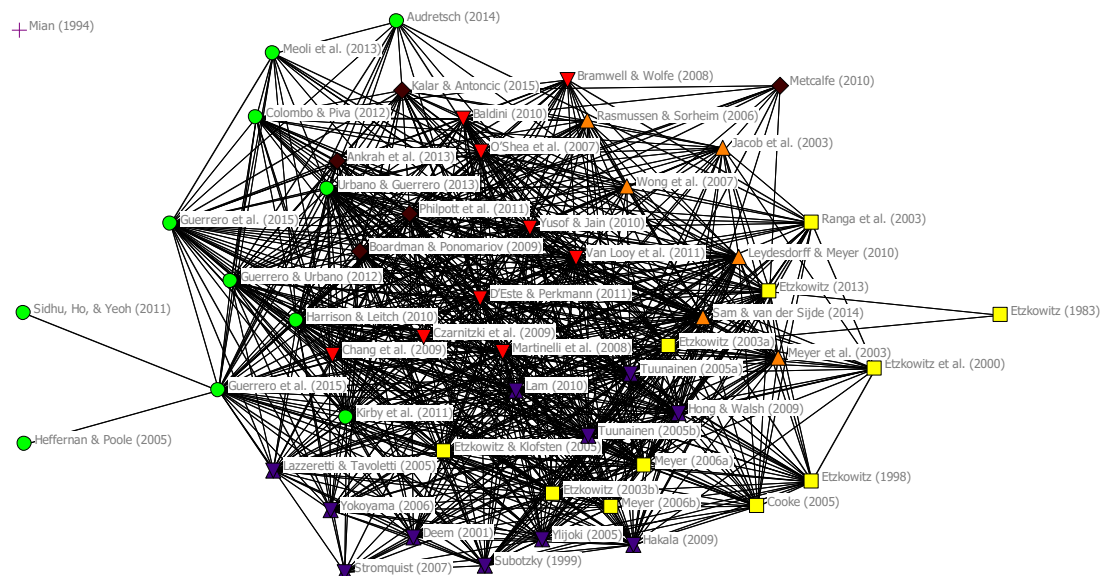 Audretsch (2014)
Mian (1994)
Meoli et al. (2013)
Bramwell & Wolfe (2008)
Metcalfe (2010)
Kalar & Antoncic (2015)
Colombo & Piva (2012)
Baldini (2010)
Rasmussen & Sorheim (2006)
Jacob et al. (2003)
O'Shea et al. (2007)
Ankrah et al. (2013)
Urbano & Guerrero (2013)
Wong et al. (2007)
Philpott et al. (2011)
Guerrero et al. (2015)
Yusof & Jain (2010)
Ranga et al. (2003)
Boardman & Ponomariov (2009)
Van Looy et al. (2011)
Leydesdorff & Meyer (2010)
Guerrero & Urbano (2012)
Etzkowitz (2013)
D'Este & Perkmann (2011)
Sidhu, Ho, & Yeoh (2011)
Harrison & Leitch (2010)
Sam & van der Sijde (2014)
Etzkowitz (1983)
Czarnitzki et al. (2009)
Etzkowitz (2003a)
Chang et al. (2009)
Martinelli et al. (2008)
Meyer et al. (2003)
Etzkowitz et al. (2000)
Tuunainen (2005a)
Guerrero et al. (2015)
Lam (2010)
Kirby et al. (2011)
Hong & Walsh (2009)
Tuunainen (2005b)
Heffernan & Poole (2005)
Etzkowitz & Klofsten (2005)
Lazzeretti & Tavoletti (2005)
Meyer (2006a)
Etzkowitz (1998)
Etzkowitz (2003b)
Yokoyama (2006)
Meyer (2006b)
Cooke (2005)
Deem (2001)
Ylijoki (2005)
Hakala (2009)
Subotzky (1999)
Stromquist (2007)